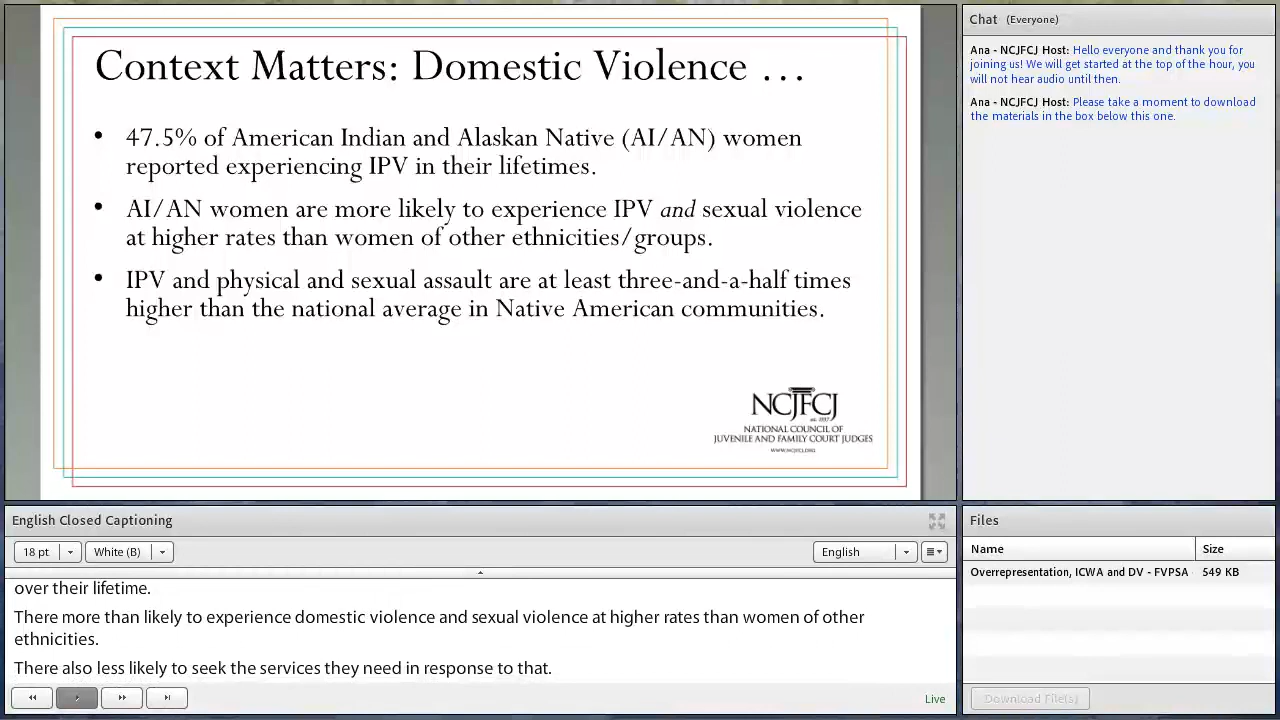 Context Matters: Domestic Violence …
• 47.5% of American Indian and Alaskan Native (AI/AN) women
reported experiencing IPV in their lifetimes.
• AI/AN women are more likely to experience IPV and sexual violence
at higher rates than women of other ethnicities/groups.
• IPV and physical and sexual assault are at least three-and-a-half times
higher than the national average in Native American communities.
NCJFCJ
est. 1937
NATIONAL COUNCIL OF
JUVENILE AND FAMILY COURT JUDGES
WWW.NCJFCJ.ORG
Chat (Everyone)
Ana - NCJFCJ Host: Hello everyone and thank you for
joining us! We will get started at the top of the hour, you
will not hear audio until then.
Ana - NCJFCJ Host: Please take a moment to download
the materials in the box below this one.
English Closed Captioning
18 pt
White (B)
English
over their lifetime.
There more than likely to experience domestic violence and sexual violence at higher rates than women of other
ethnicities.
There also less likely to seek the services they need in response to that.
Live
Files
Name Size
Overrepresentation, ICWA and DV - FVPSA 549 KB
Download File(s)